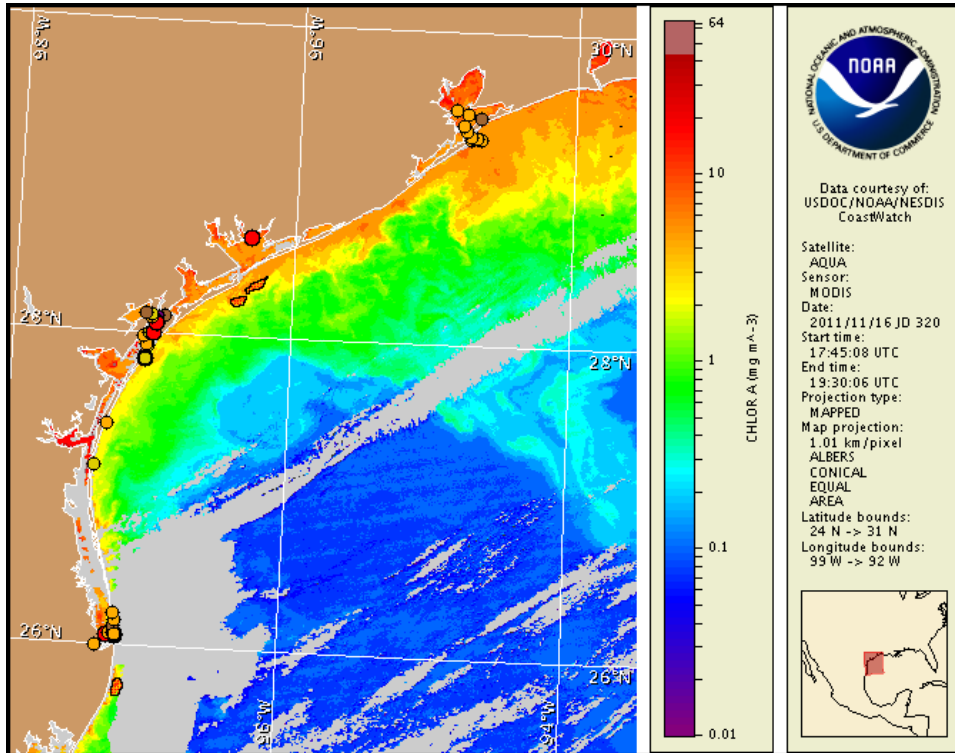 98°W
96°W
30°N
28°N
28°N
26°N
26°N
96°W
94°W
64
10
1
0.1
0.01
CHLOR A (mg m^-3)
NATIONAL OCEANIC AND ATMOSPHERIC ADMINISTRATION
NOAA
U.S. DEPARTMENT OF COMMERCE
Data courtesy of:
USDOC/NOAA/NESDIS
CoastWatch
Satellite:
AQUA
Sensor:
MODIS
Date:
2011/11/16 JD 320
Start time:
17:45:08 UTC
End time:
19:30:06 UTC
Projection type:
MAPPED
Map projection:
1.01 km/pixel
ALBERS
CONICAL
EQUAL
AREA
Latitude bounds:
24 N -> 31 N
Longitude bounds:
99 W -> 92 W